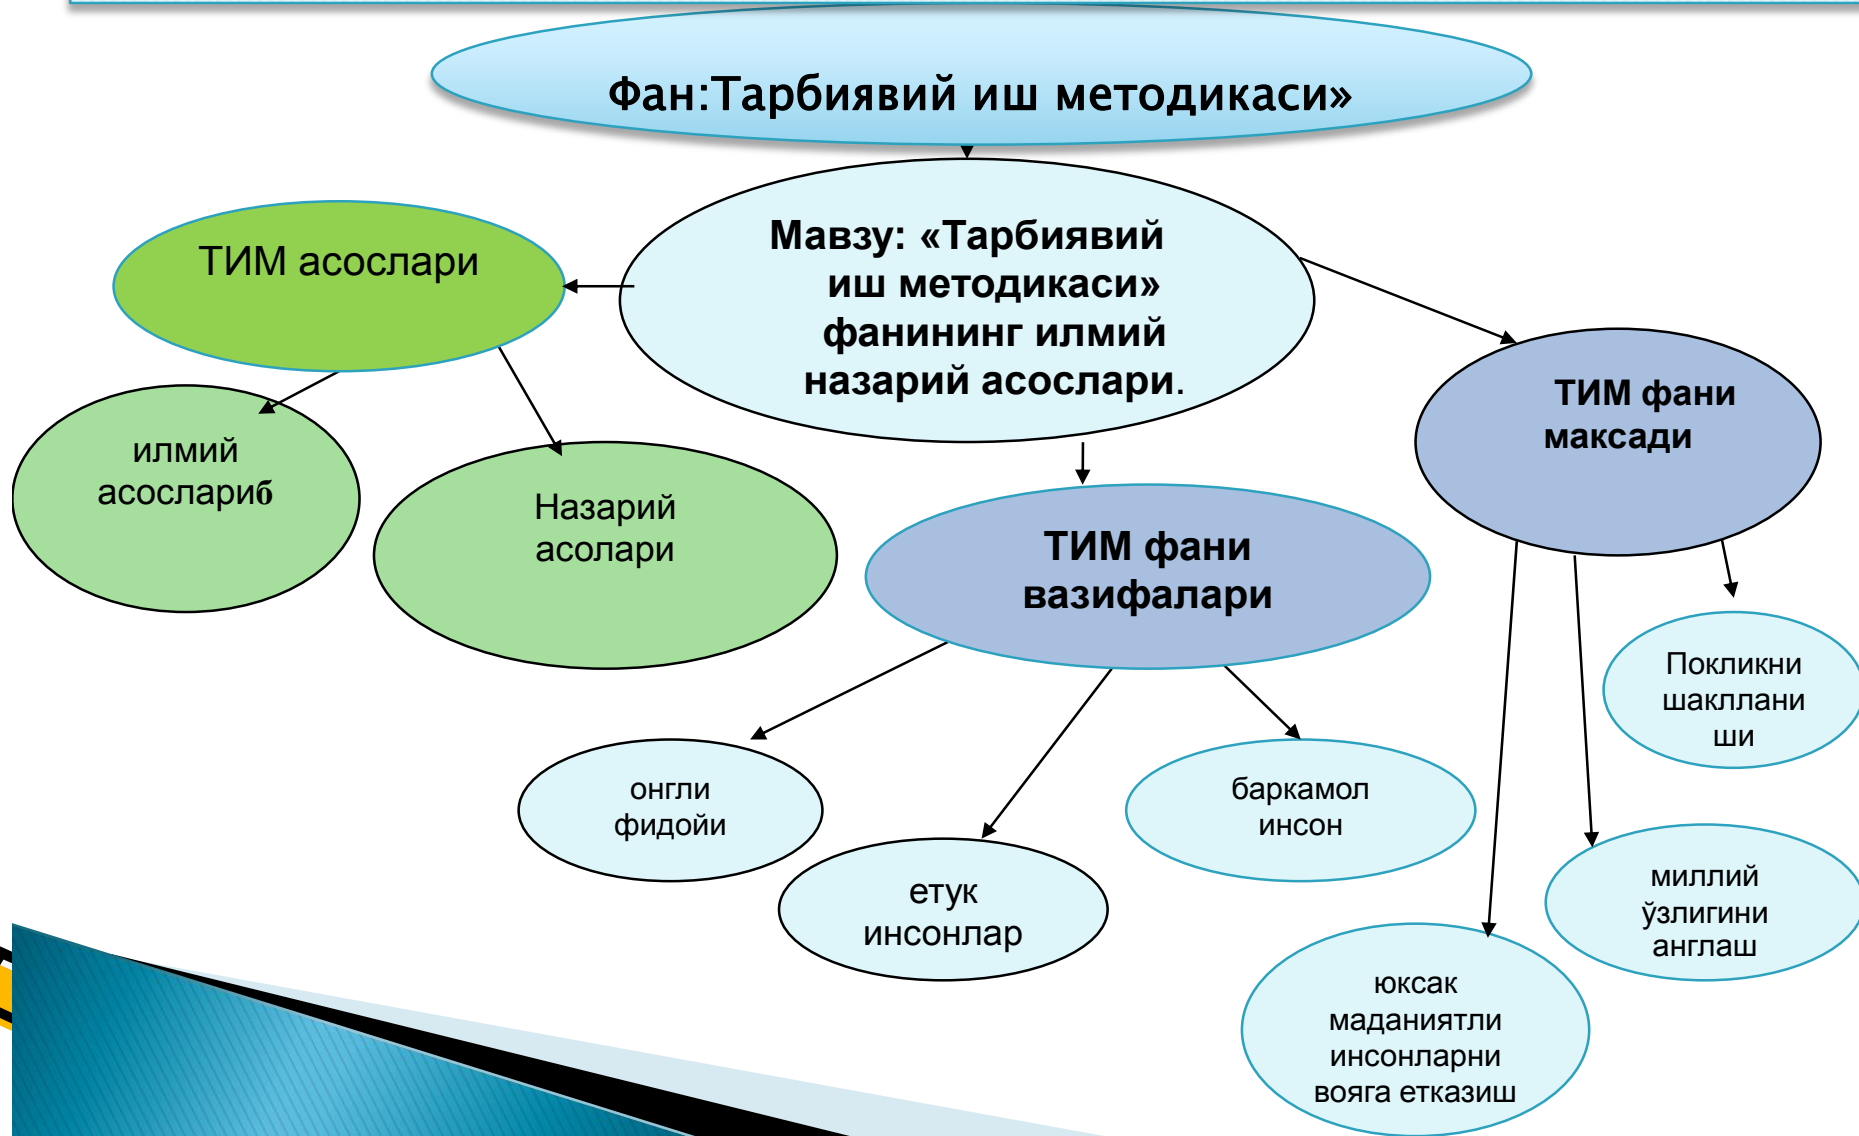 Фан:Тарбиявий иш методикаси»
Мавзу: «Тарбиявий
иш методикаси»
фанининг илмий
назарий асослари.
ТИМ асослари
илмий
асослариб
Назарий
асолари
ТИМ фани
вазифалари
ТИМ фани
максади
онгли
фидойи
етук
инсонлар
баркамол
инсон
Покликни
шакллани
ши
миллий
ўзлигини
англаш
юксак
маданиятли
инсонларни
вояга етказиш